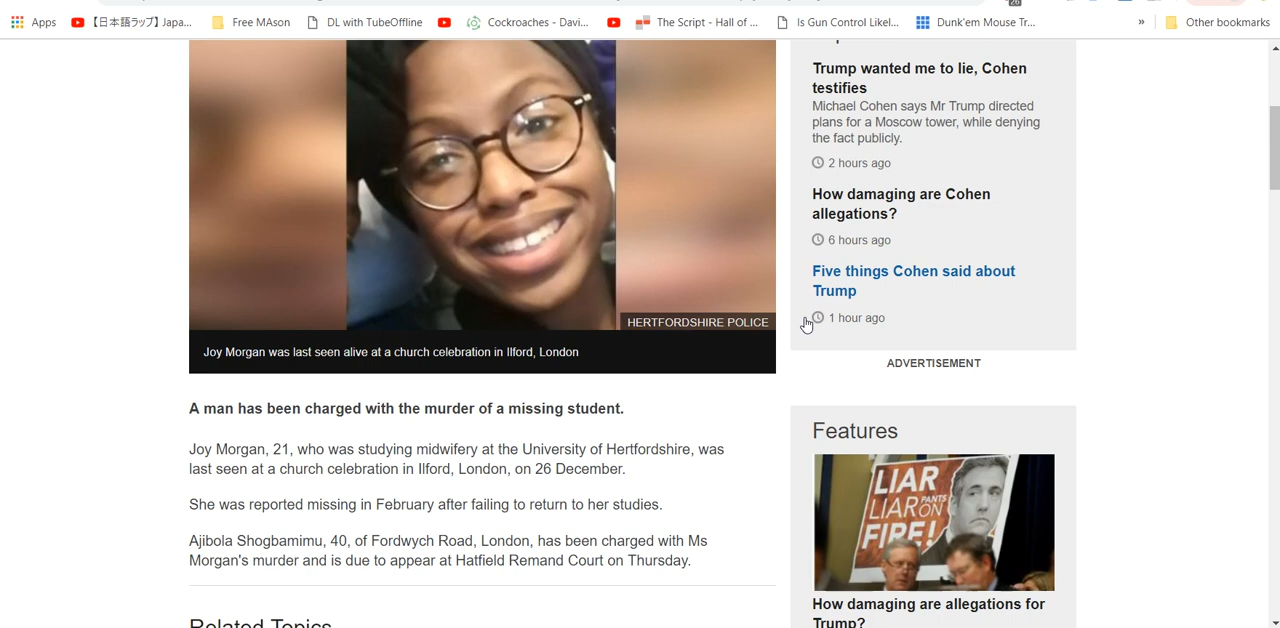 Apps
【日本語ラップ】Japa...
Free MAson
DL with TubeOffline
Cockroaches - Davi...
The Script - Hall of ...
Is Gun Control Likel...
Dunk'em Mouse Tr...
»
Other bookmarks
HERTFORDSHIRE POLICE
Joy Morgan was last seen alive at a church celebration in Ilford, London
A man has been charged with the murder of a missing student.
Joy Morgan, 21, who was studying midwifery at the University of Hertfordshire, was
last seen at a church celebration in Ilford, London, on 26 December.
She was reported missing in February after failing to return to her studies.
Ajibola Shogbamimu, 40, of Fordwych Road, London, has been charged with Ms
Morgan's murder and is due to appear at Hatfield Remand Court on Thursday.
Related Topics
Trump wanted me to lie, Cohen
testifies
Michael Cohen says Mr Trump directed
plans for a Moscow tower, while denying
the fact publicly.
2 hours ago
How damaging are Cohen
allegations?
6 hours ago
Five things Cohen said about
Trump
1 hour ago
ADVERTISEMENT
Features
LIAR
LIAR PANTS
ON
FIRE!
How damaging are allegations for
Trump?